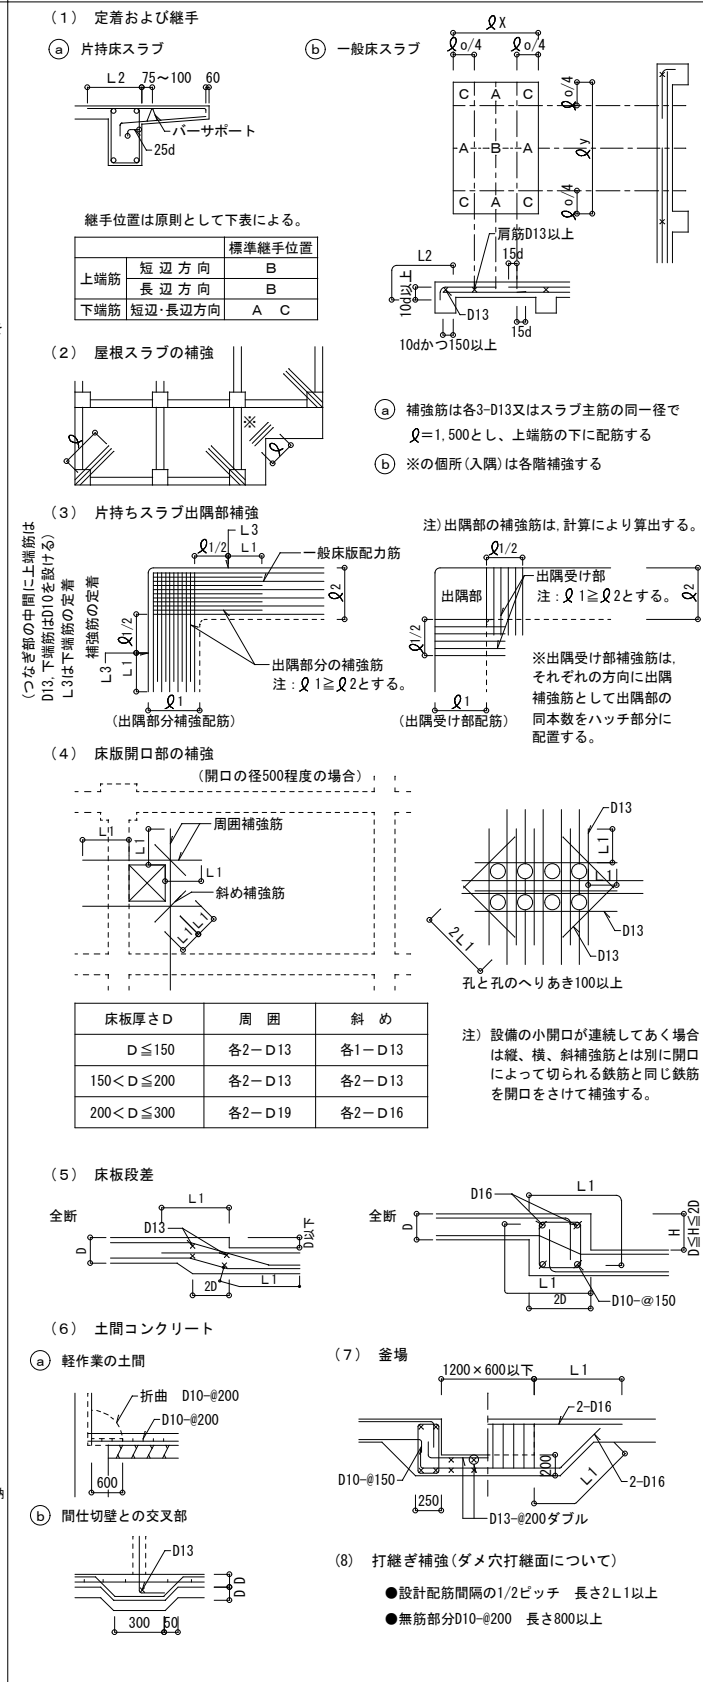 (1) 定着および継手
ⓐ 片持床スラブ
L2 75～100 60
バーサポート
25d
ⓑ 一般床スラブ
ℓx
ℓo/4 ℓo/4
C A C
A B A
C A C
ℓo/4
ℓy
ℓo/4
肩筋D13以上
L2
15d
10d以上
D13
15d
10dかつ150以上
継手位置は原則として下表による。
標準継手位置
上端筋 短辺方向 B
長辺方向 B
下端筋 短辺・長辺方向 A C
(2) 屋根スラブの補強
ℓ
※
ℓ
ⓐ 補強筋は各3-D13又はスラブ主筋の同一径で
ℓ=1,500とし、上端筋の下に配筋する
ⓑ ※の個所(入隅)は各階補強する
(3) 片持ちスラブ出隅部補強
注)出隅部の補強筋は,計算により算出する。
(つなぎ部の中間に上端筋は
D13,下端筋はD10を設ける)
L3は下端筋の定着
補強筋の定着
L3
ℓ1/2 L1
一般床版配力筋
ℓ2
ℓ1/2
L3 L1
出隅部分の補強筋
注:ℓ1≧ℓ2とする。
ℓ1
(出隅部分補強配筋)
ℓ1/2
出隅部
出隅受け部
注:ℓ1≧ℓ2とする。
ℓ2
ℓ1/2
ℓ1
(出隅受け部配筋)
※出隅受け部補強筋は,
それぞれの方向に出隅
補強筋として出隅部の
同本数をハッチ部分に
配置する。
(4) 床版開口部の補強
(開口の径500程度の場合)
周囲補強筋
L1
L1
L1
斜め補強筋
L1 L1
D13
L1
L1
D13
D13
2L1
孔と孔のへりあき100以上
床板厚さD 周囲 斜め
D≦150 各2-D13 各1-D13
150<D≦200 各2-D13 各2-D13
200<D≦300 各2-D19 各2-D16
注) 設備の小開口が連続してあく場合
は縦、横、斜補強筋とは別に開口
によって切られる鉄筋と同じ鉄筋
を開口をさけて補強する。
(5) 床板段差
全断
L1
D13
D
D以下
L1
2D
全断
D16
L1
D
H
D≦H≦2D
L1
2D
D10-@150
(6) 土間コンクリート
ⓐ 軽作業の土間
折曲 D10-@200
D10-@200
600
ⓑ 間仕切壁との交叉部
D13
D D
300 50
(7) 釜場
1200×600以下 L1
2-D16
D10-@150
200
L1
2-D16
250
D13-@200ダブル
(8) 打継ぎ補強(ダメ穴打継面について)
●設計配筋間隔の1/2ピッチ 長さ2L1以上
●無筋部分D10-@200 長さ800以上